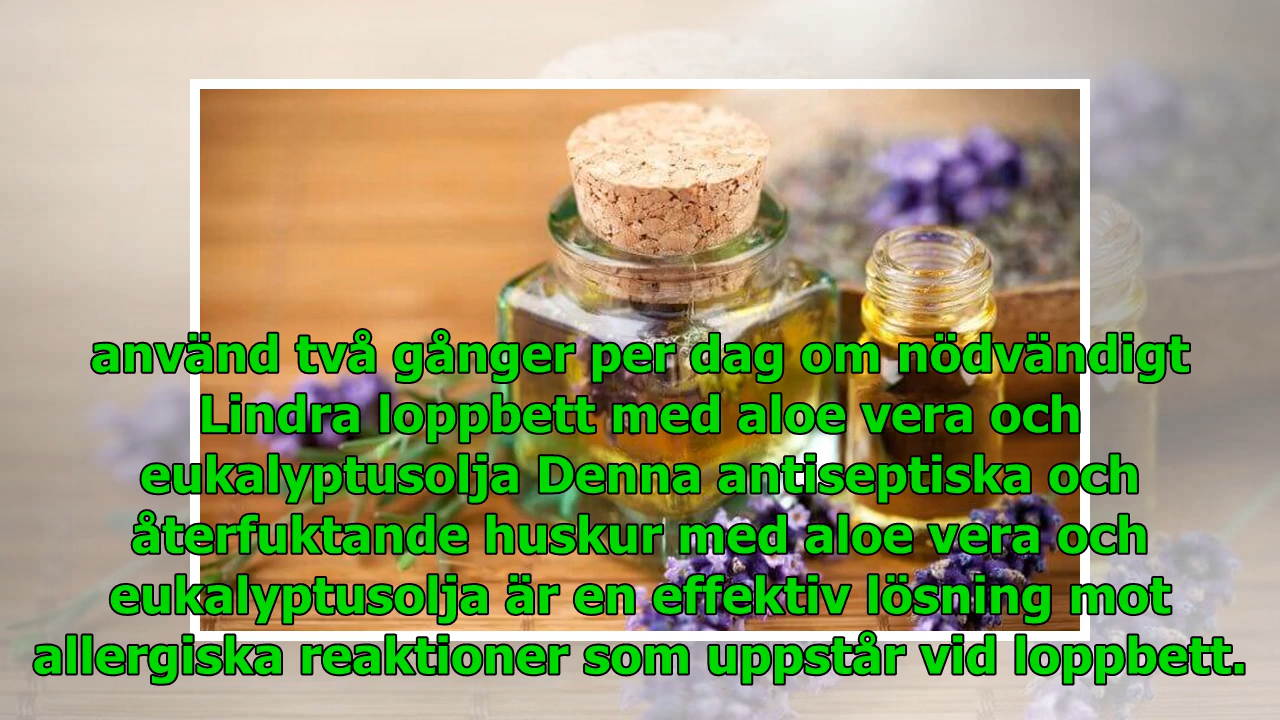 använd två gånger per dag om nödvändigt
Lindra loppbett med aloe vera och
eukalyptusolja Denna antiseptiska och
återfuktande huskur med aloe vera och
eukalyptusolja är en effektiv lösning mot
allergiska reaktioner som uppstår vid loppbett.